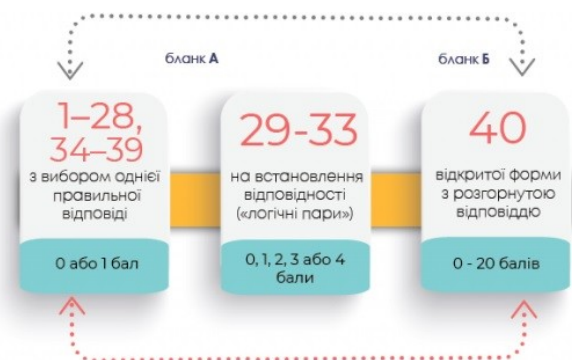 бланк А
бланк Б
1–28,
34–39
з вибором однієї
правильної
відповіді
0 або 1 бал
29-33
на встановлення
відповідності
(«логічні пари»)
0, 1, 2, 3 або 4
бали
40
відкритої форми
з розгорнутою
відповіддю
0 - 20 балів